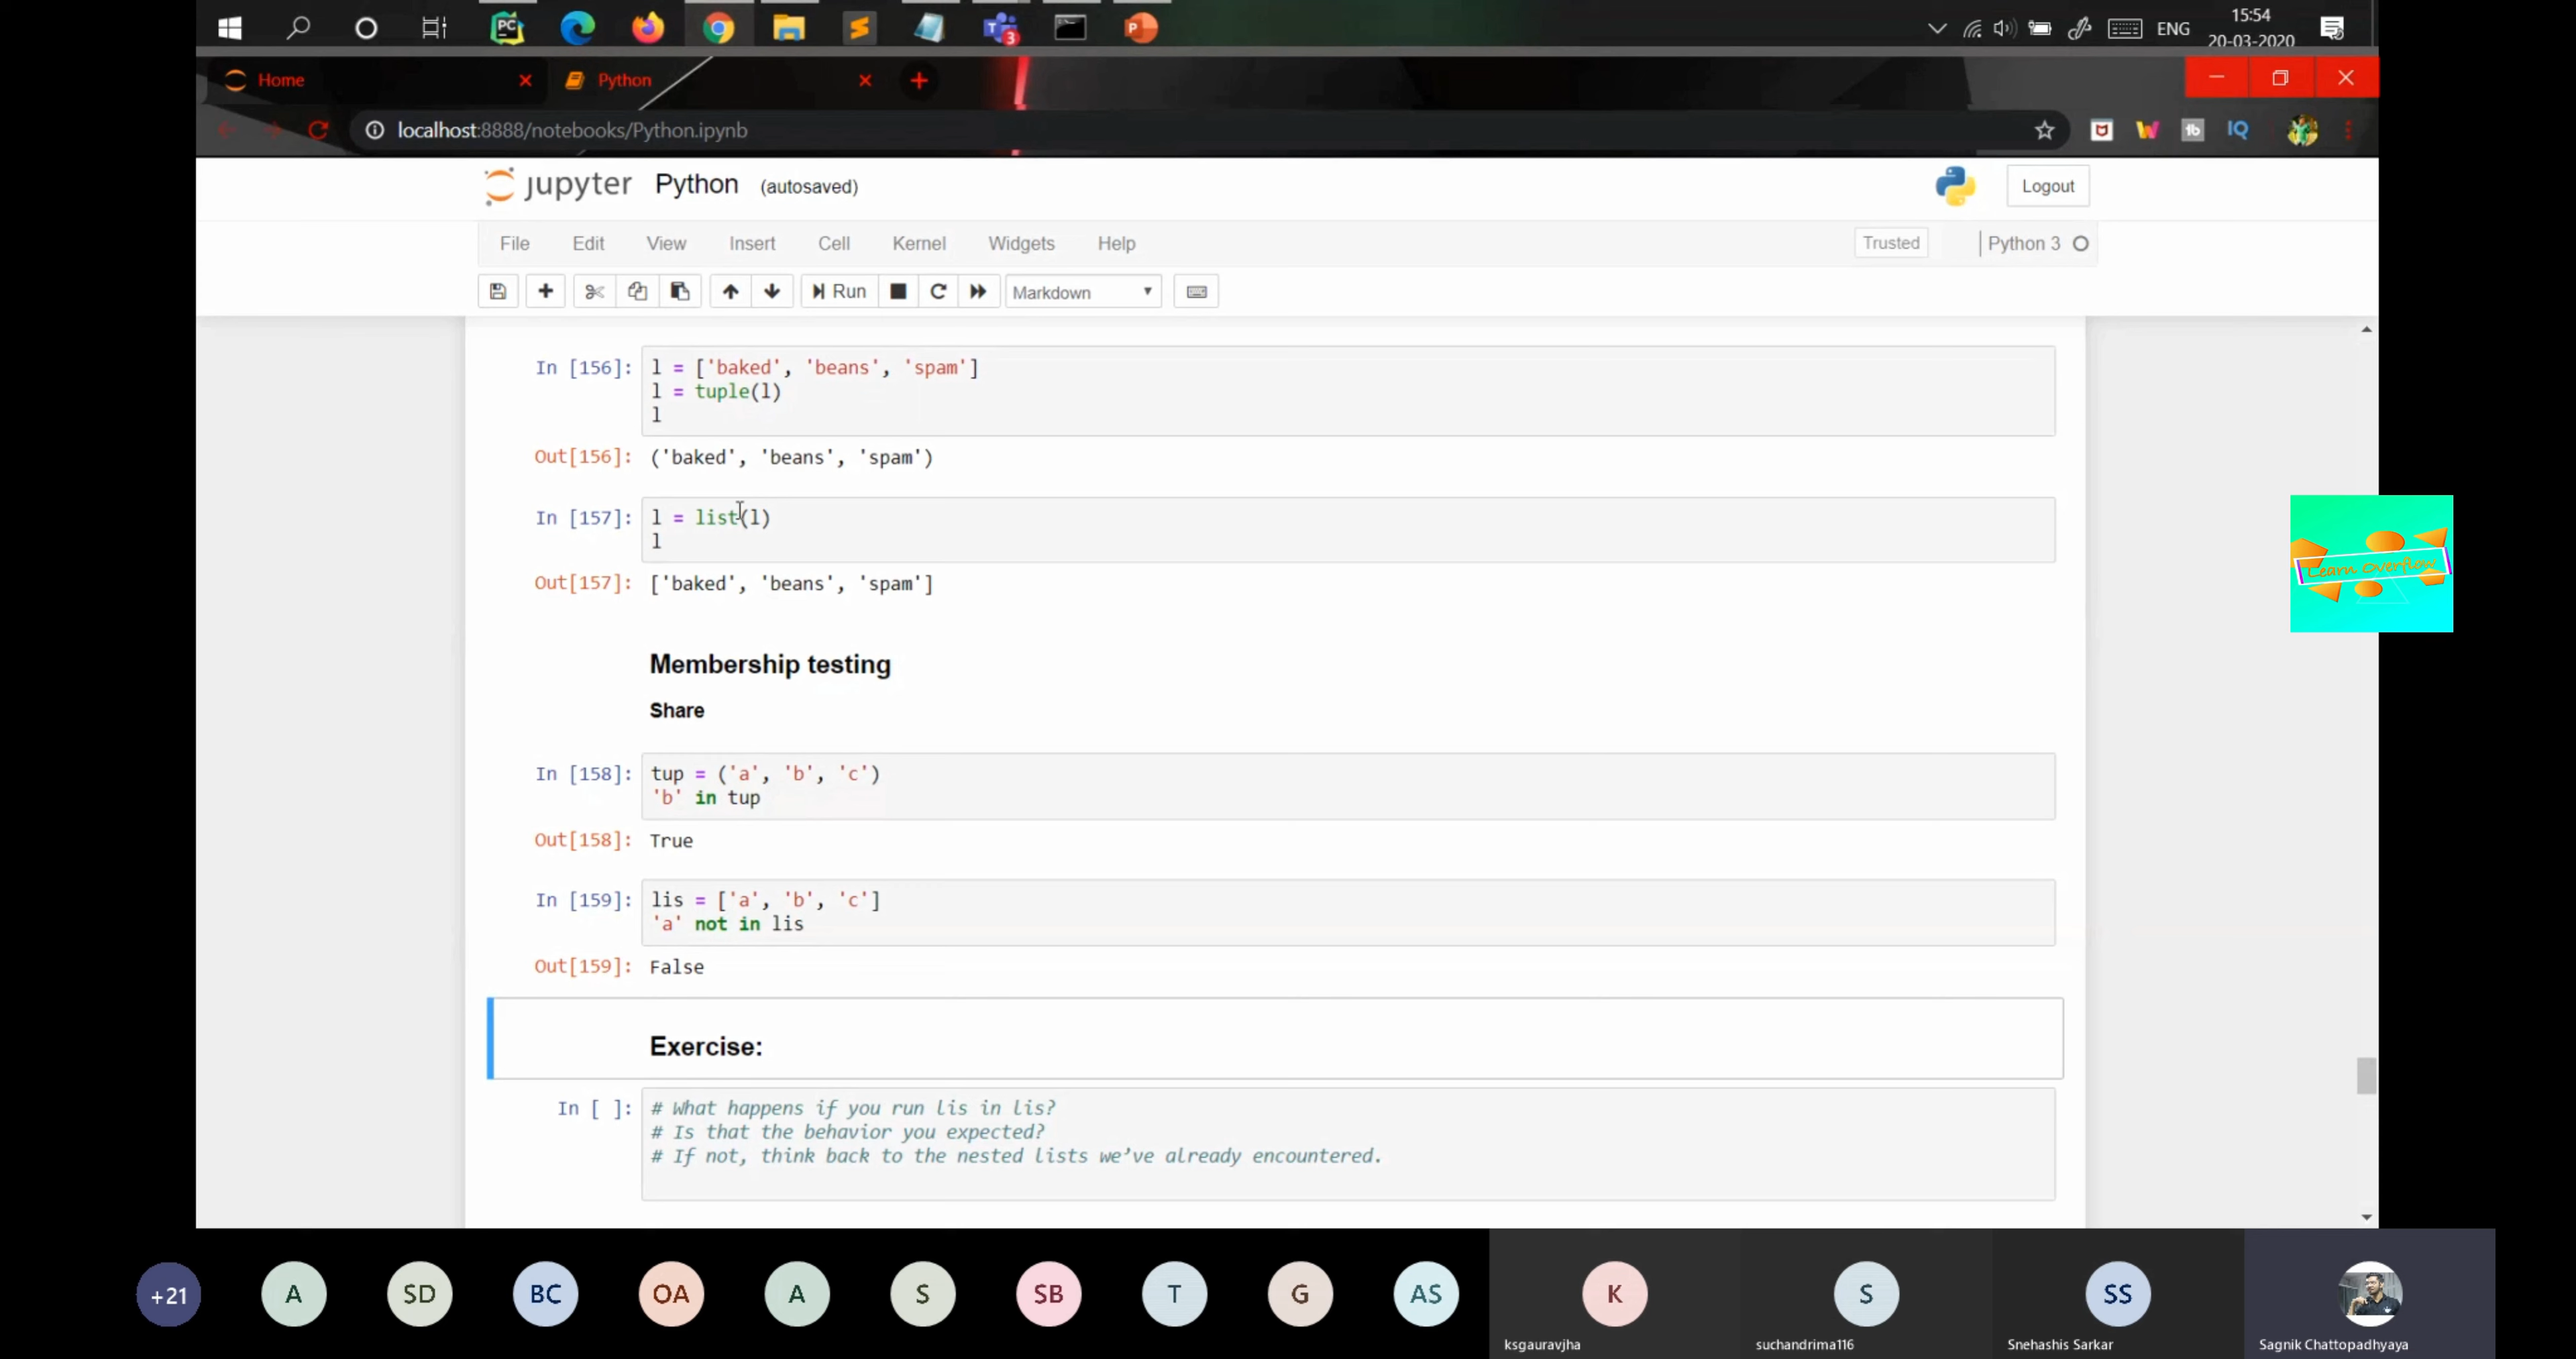 15:54
ENG
20-03-2020
Home
Python
localhost:8888/notebooks/Python.ipynb
jupyter Python (autosaved)
Logout
File Edit View Insert Cell Kernel Widgets Help
Trusted
Python 3
Run
Markdown
In [156]: l = ['baked', 'beans', 'spam']
l = tuple(l)
l
Out[156]: ('baked', 'beans', 'spam')
In [157]: l = list(l)
l
Out[157]: ['baked', 'beans', 'spam']
Learn Overflow
Membership testing
Share
In [158]: tup = ('a', 'b', 'c')
'b' in tup
Out[158]: True
In [159]: lis = ['a', 'b', 'c']
'a' not in lis
Out[159]: False
Exercise:
In [ ]: # What happens if you run lis in lis?
# Is that the behavior you expected?
# If not, think back to the nested lists we've already encountered.
+21 A SD BC OA A S SB T G AS K S SS
ksgauravjha suchandrima116 Snehashis Sarkar Sagnik Chattopadhyaya